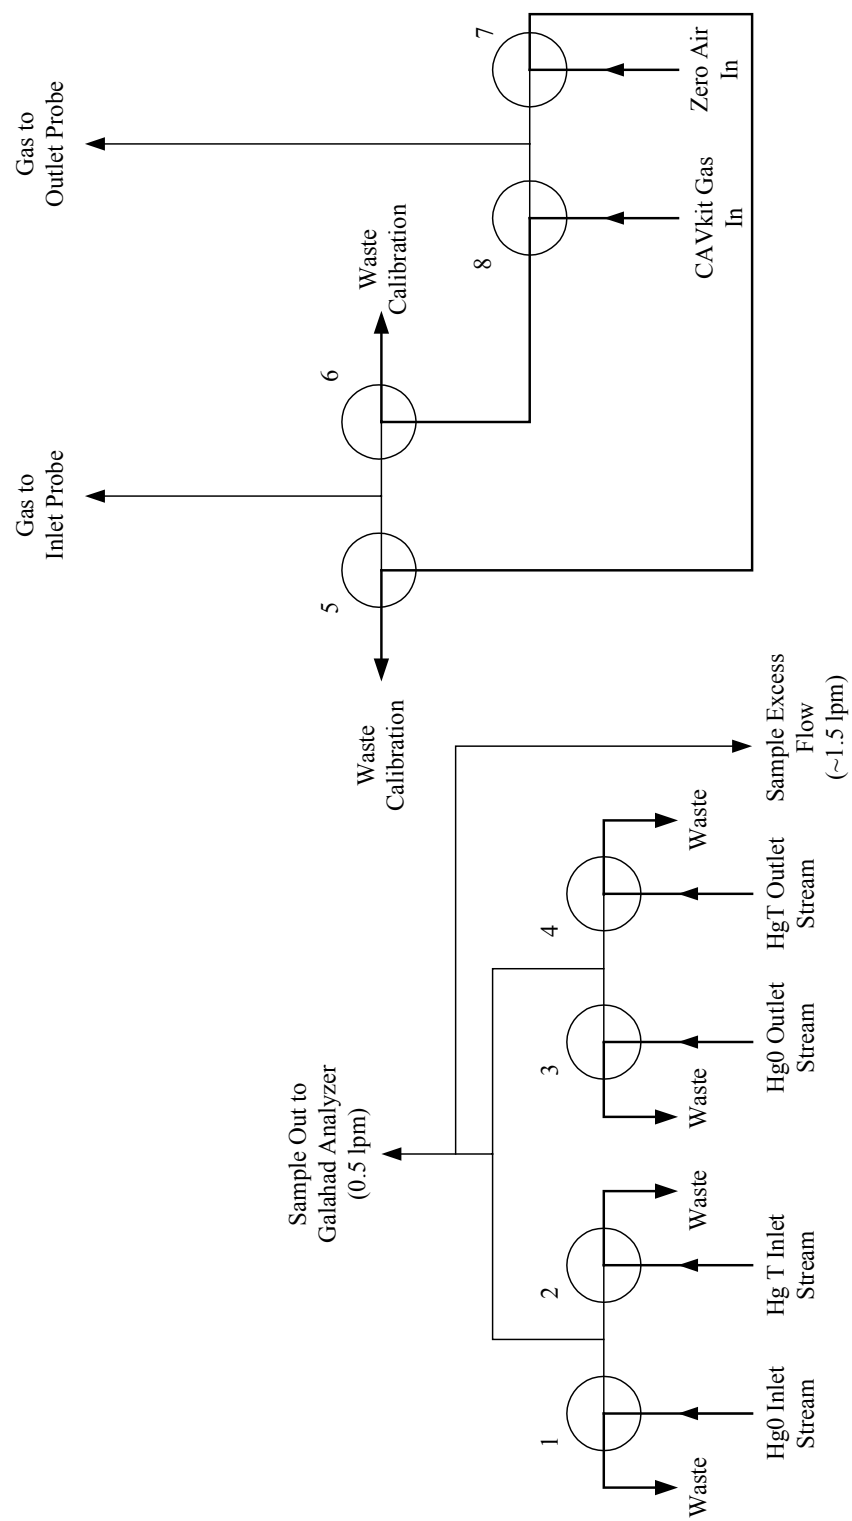 Gas to
Inlet Probe
Gas to
Outlet Probe
Waste
Calibration
5
6
Waste
Calibration
8
7
CAVkit Gas
In
Zero Air
In
Sample Out to
Galahad Analyzer
(0.5 lpm)
1
2
3
4
Waste
Waste
Waste
Waste
Hg0 Inlet
Stream
Hg T Inlet
Stream
Hg0 Outlet
Stream
HgT Outlet
Stream
Sample Excess
Flow
(~1.5 lpm)